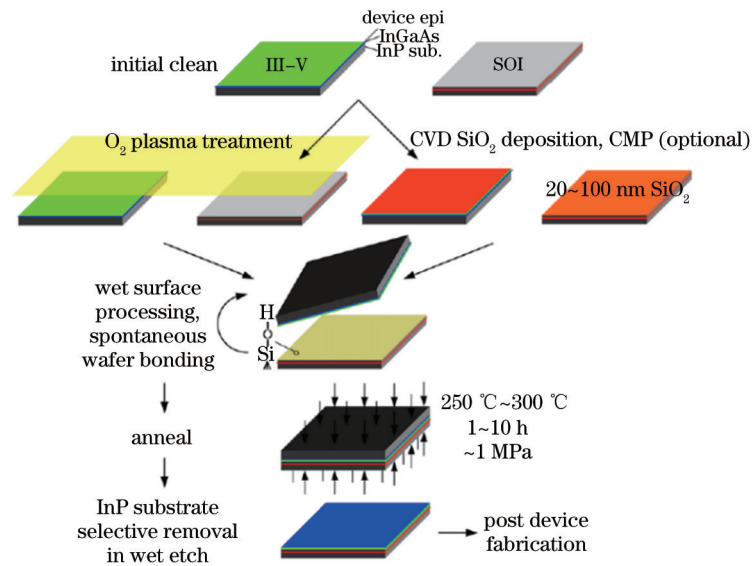 device epi
InGaAs
InP sub.
initial clean
III–V
SOI
O₂ plasma treatment
CVD SiO₂ deposition, CMP (optional)
20~100 nm SiO₂
wet surface
processing,
spontaneous
wafer bonding
H
O
Si
anneal
250 ℃~300 ℃
1~10 h
~1 MPa
InP substrate
selective removal
in wet etch
post device
fabrication